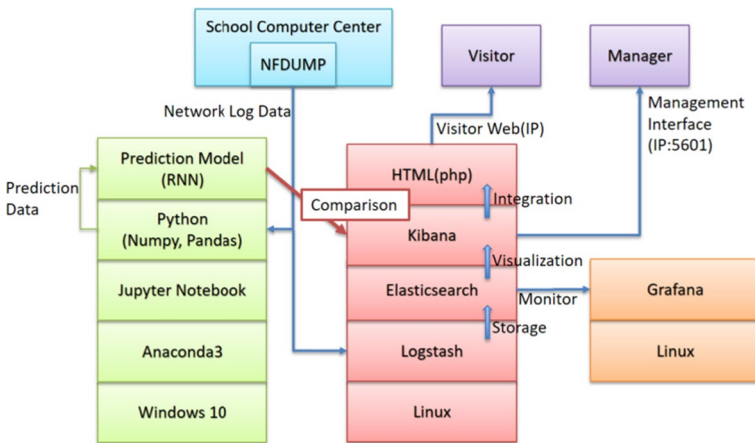 School Computer Center
NFDUMP
Visitor
Manager
Network Log Data
Visitor Web(IP)
Management
Interface
(IP:5601)
Prediction
Data
Prediction Model
(RNN)
Python
(Numpy, Pandas)
Jupyter Notebook
Anaconda3
Windows 10
Comparison
HTML(php)
Integration
Kibana
Visualization
Elasticsearch
Storage
Logstash
Linux
Monitor
Grafana
Linux